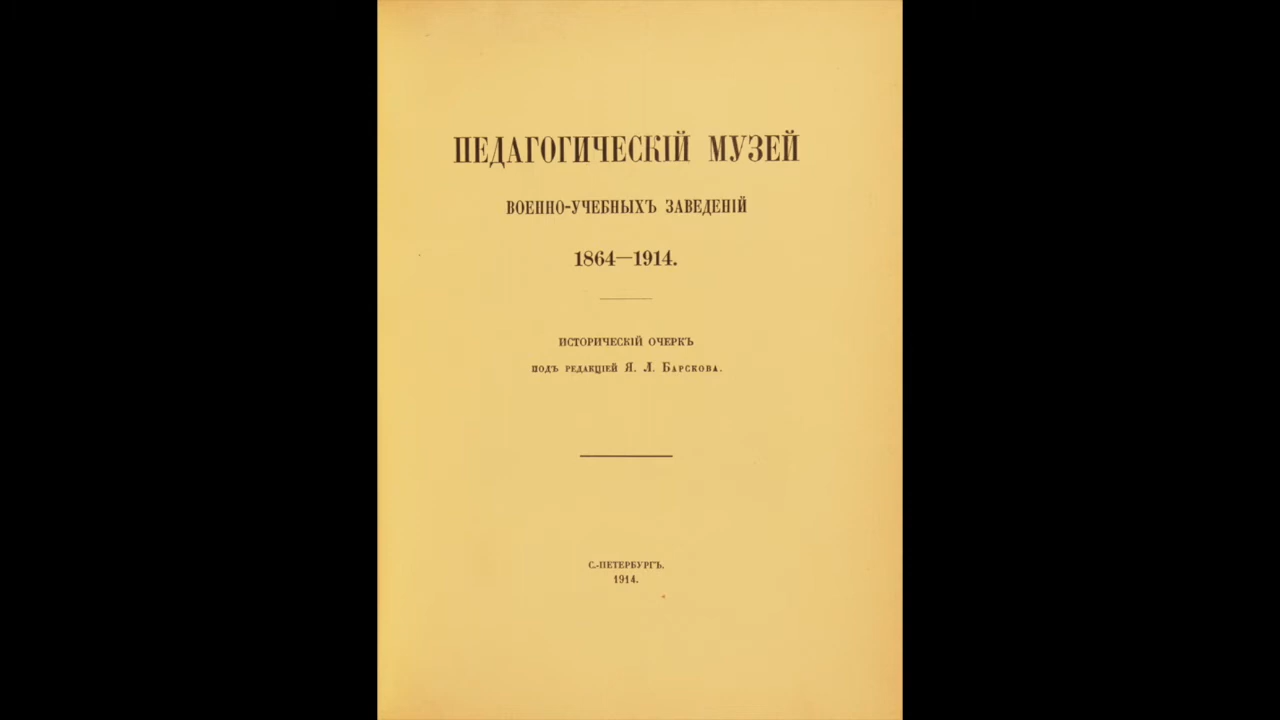 ПЕДАГОГИЧЕСКІЙ МУЗЕЙ
ВОЕННО-УЧЕБНЫХЪ ЗАВЕДЕНІЙ
1864—1914.
ИСТОРИЧЕСКІЙ ОЧЕРКЪ
ПОДЪ РЕДАКЦІЕЙ Я. Л. БАРСКОВА.
С.-ПЕТЕРБУРГЪ.
1914.